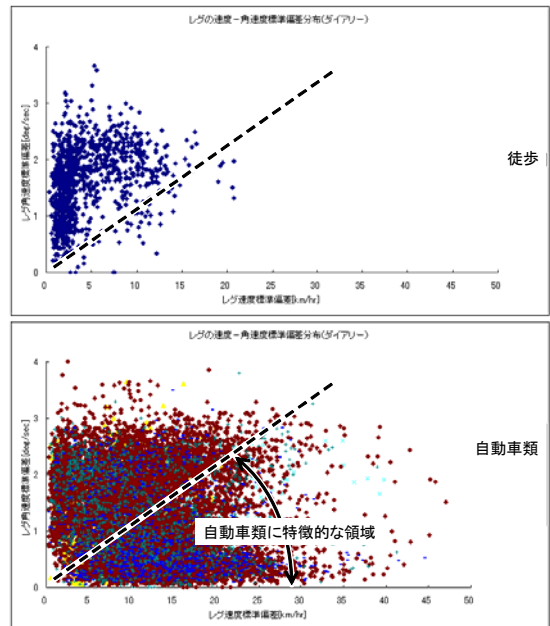 レグの速度－角速度標準偏差分布(ダイアリー)
レグ角速度標準偏差[deg/sec]
4
3
2
1
0
0 5 10 15 20 25 30 35 40 45 50
レグ速度標準偏差[km/hr]
徒歩
レグの速度－角速度標準偏差分布(ダイアリー)
レグ角速度標準偏差[deg/sec]
4
3
2
1
0
0 5 10 15 20 25 30 35 40 45 50
レグ速度標準偏差[km/hr]
自動車類に特徴的な領域
自動車類